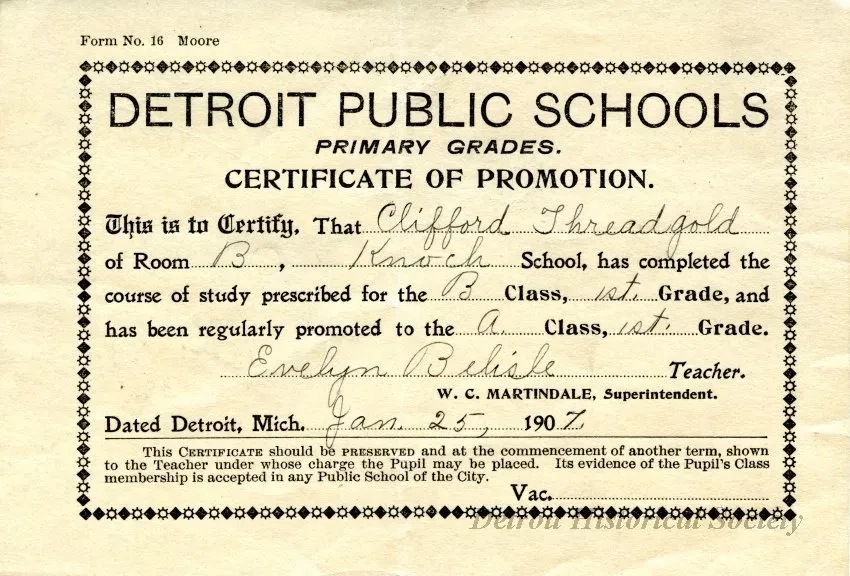 Form No. 16 Moore
DETROIT PUBLIC SCHOOLS
PRIMARY GRADES.
CERTIFICATE OF PROMOTION.
This is to Certify, That Clifford Threadgold
of Room B, Knoch School, has completed the
course of study prescribed for the B Class, 1st. Grade, and
has been regularly promoted to the A Class, 1st. Grade.
Evelyn Belisle Teacher.
W. C. MARTINDALE, Superintendent.
Dated Detroit, Mich. Jan. 25, 1907.
This CERTIFICATE should be PRESERVED and at the commencement of another term, shown
to the Teacher under whose charge the Pupil may be placed. Its evidence of the Pupil's Class
membership is accepted in any Public School of the City.
Vac.
Detroit Historical Society